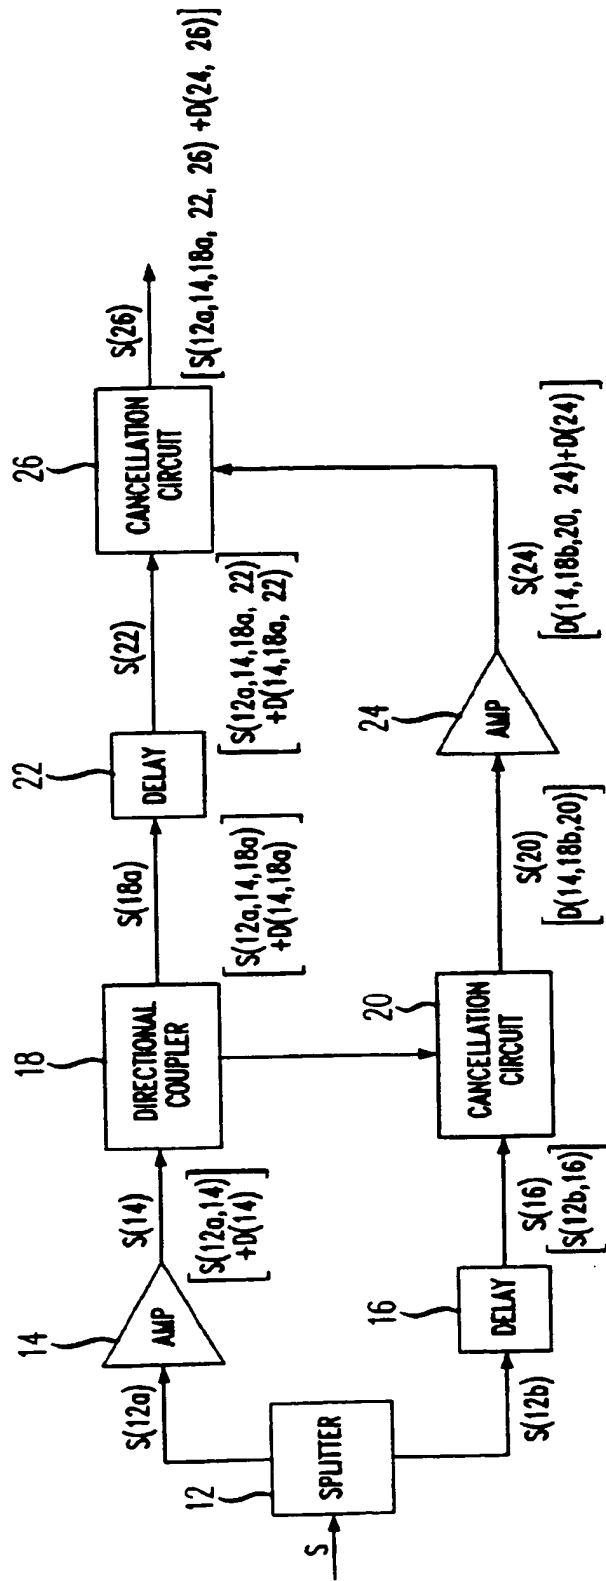 S
12
SPLITTER
S(12a)
14
AMP
S(14)
[S(12a,14)
+D(14)]
18
DIRECTIONAL
COUPLER
S(18a)
[S(12a,14,18a)
+D(14,18a)]
22
DELAY
S(22)
[S(12a,14,18a, 22)
+D(14,18a, 22)]
26
CANCELLATION
CIRCUIT
S(26)
[S(12a,14,18a, 22, 26) +D(24, 26)]
S(12b)
16
DELAY
S(16)
[S(12b,16)]
20
CANCELLATION
CIRCUIT
S(20)
[D(14,18b,20)]
24
AMP
S(24)
[D(14,18b,20, 24)+D(24)]